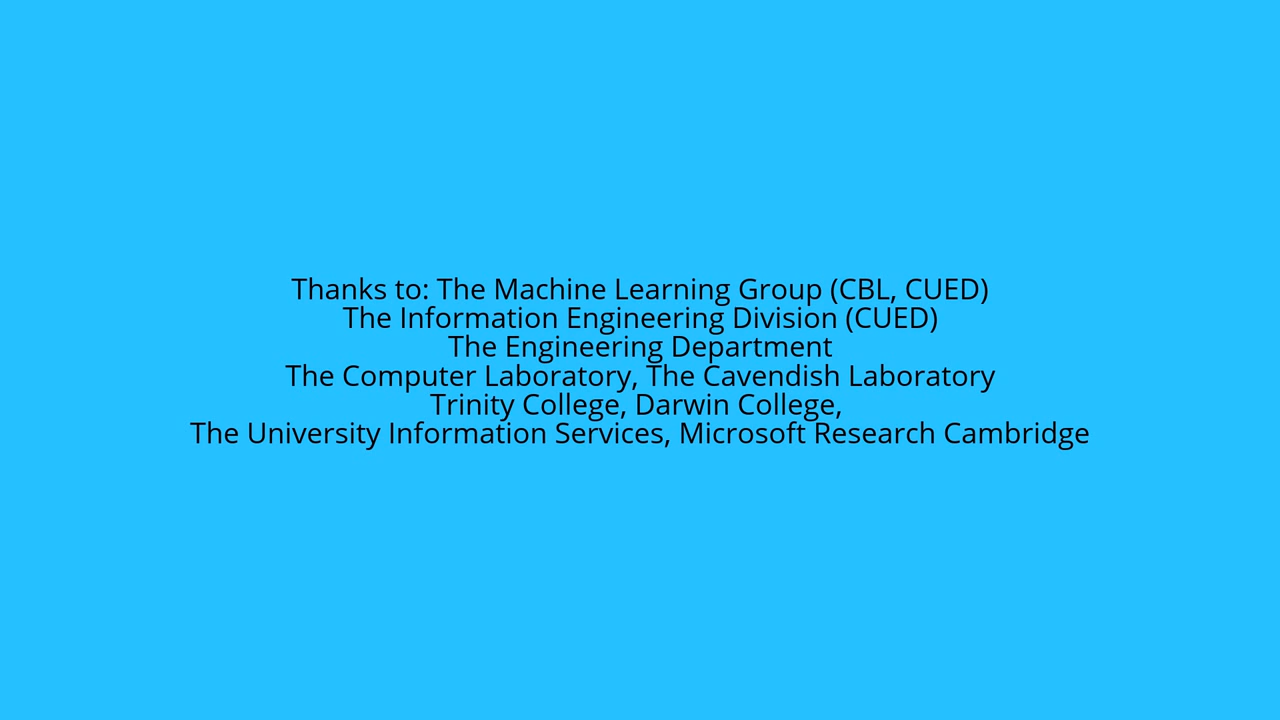 Thanks to: The Machine Learning Group (CBL, CUED)
The Information Engineering Division (CUED)
The Engineering Department
The Computer Laboratory, The Cavendish Laboratory
Trinity College, Darwin College,
The University Information Services, Microsoft Research Cambridge